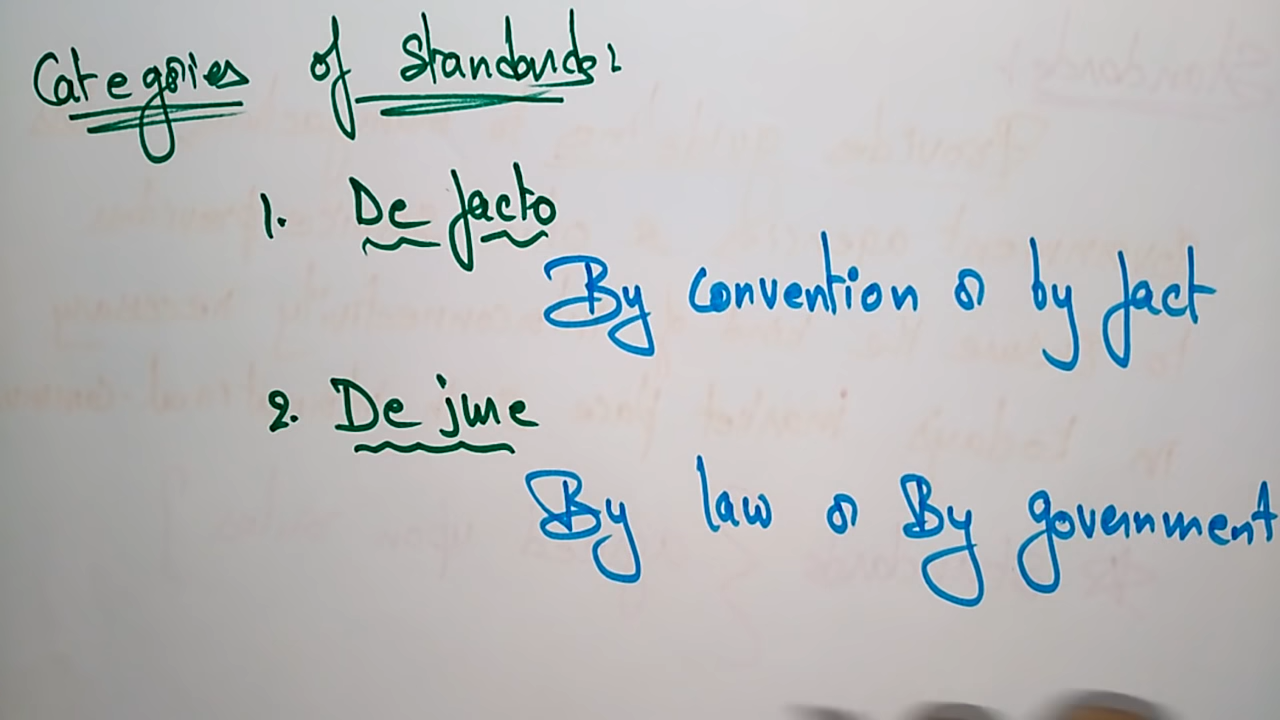 Categories of Standards:
1. De facto
By convention or by fact
2. De jure
By law or By government